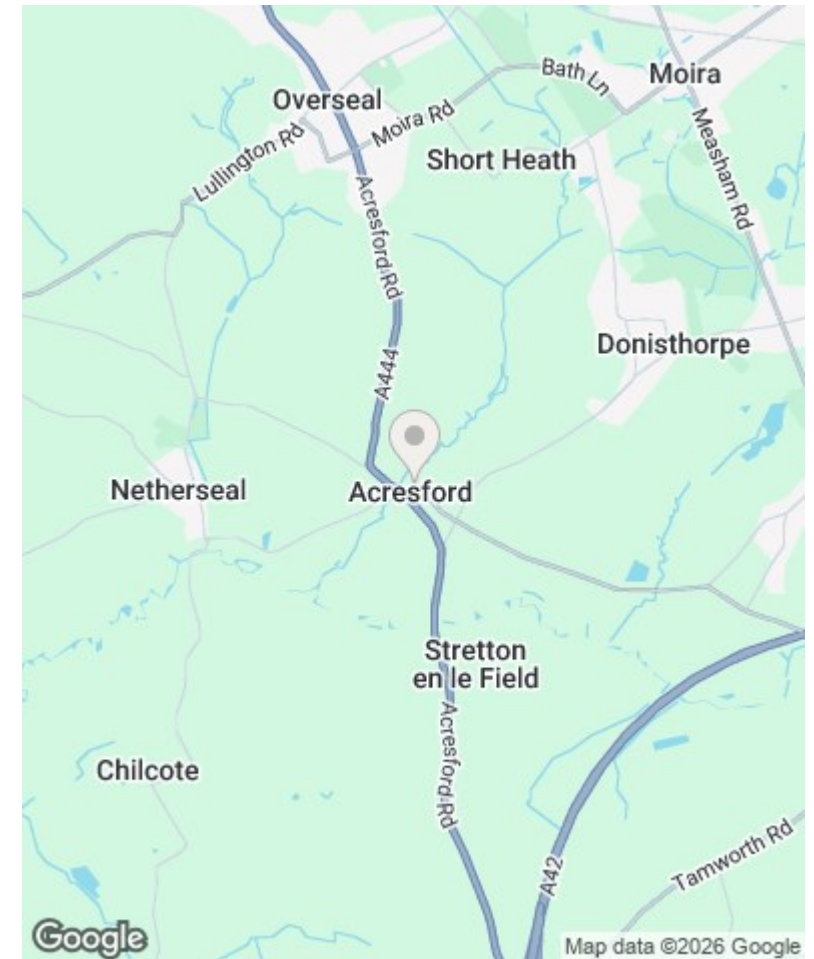 Bath Ln
Moira
Overseal
Moira Rd
Lullington Rd
Short Heath
Measham Rd
Acresford Rd
Donisthorpe
A444
Netherseal
Acresford
Stretton
en le Field
Acresford Rd
Chilcote
Tamworth Rd
A42
Google
Map data ©2026 Google